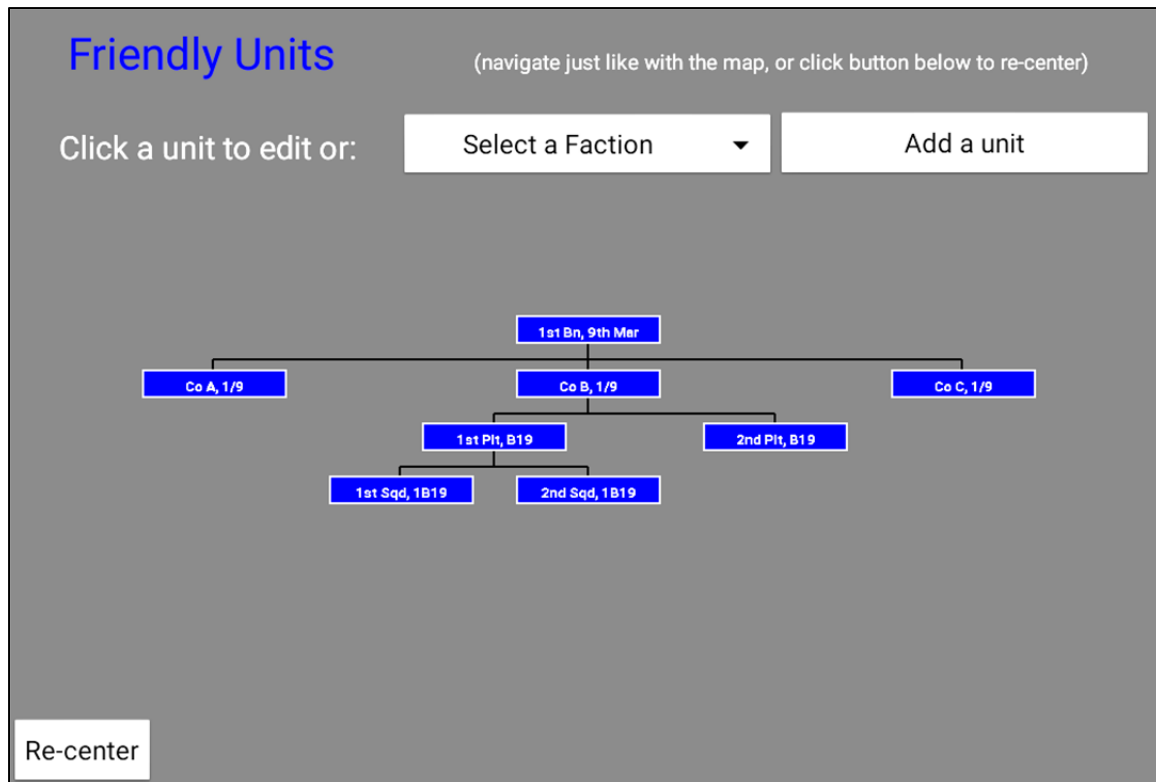 Friendly Units
(navigate just like with the map, or click button below to re-center)
Click a unit to edit or:
Select a Faction
Add a unit
1st Bn, 9th Mar
Co A, 1/9
Co B, 1/9
Co C, 1/9
1st Plt, B19
2nd Plt, B19
1st Sqd, 1B19
2nd Sqd, 1B19
Re-center